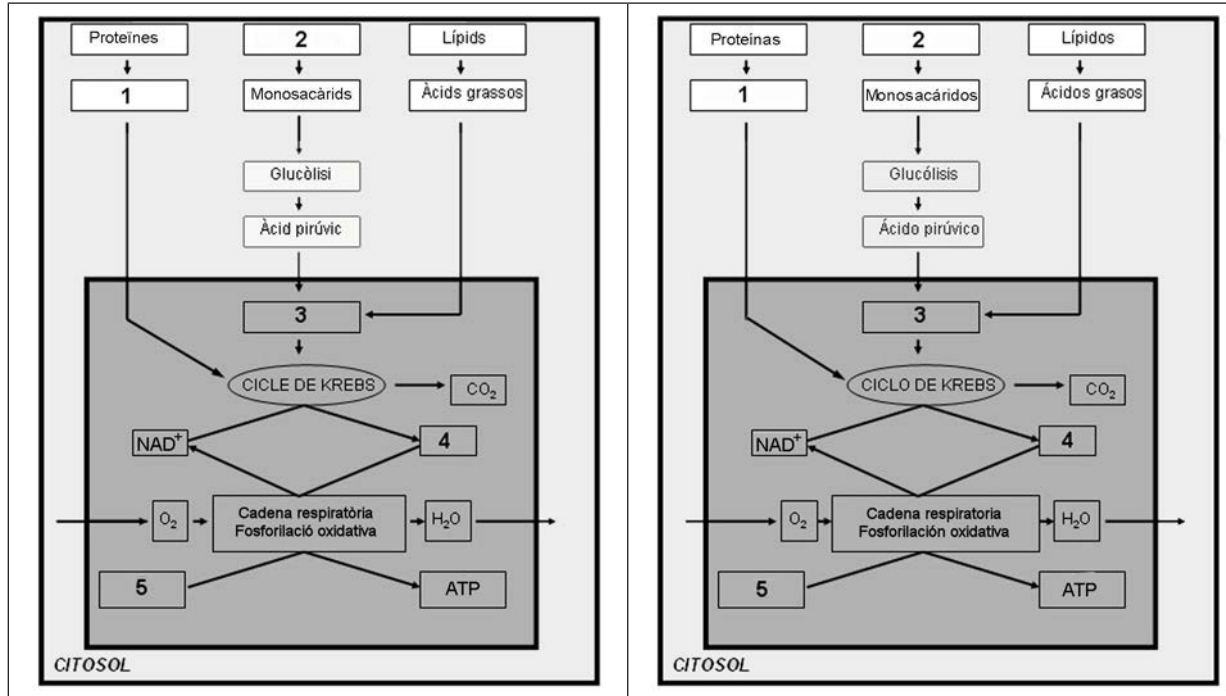 Proteïnes
2
Lípids
1
Monosacàrids
Àcids grassos
Glucòlisi
Àcid pirúvic
3
CICLE DE KREBS
CO2
NAD+
4
O2
Cadena respiratòria
Fosforilació oxidativa
H2O
5
ATP
CITOSOL
Proteínas
2
Lípidos
1
Monosacáridos
Ácidos grasos
Glucólisis
Ácido pirúvico
3
CICLO DE KREBS
CO2
NAD+
4
O2
Cadena respiratoria
Fosforilación oxidativa
H2O
5
ATP
CITOSOL